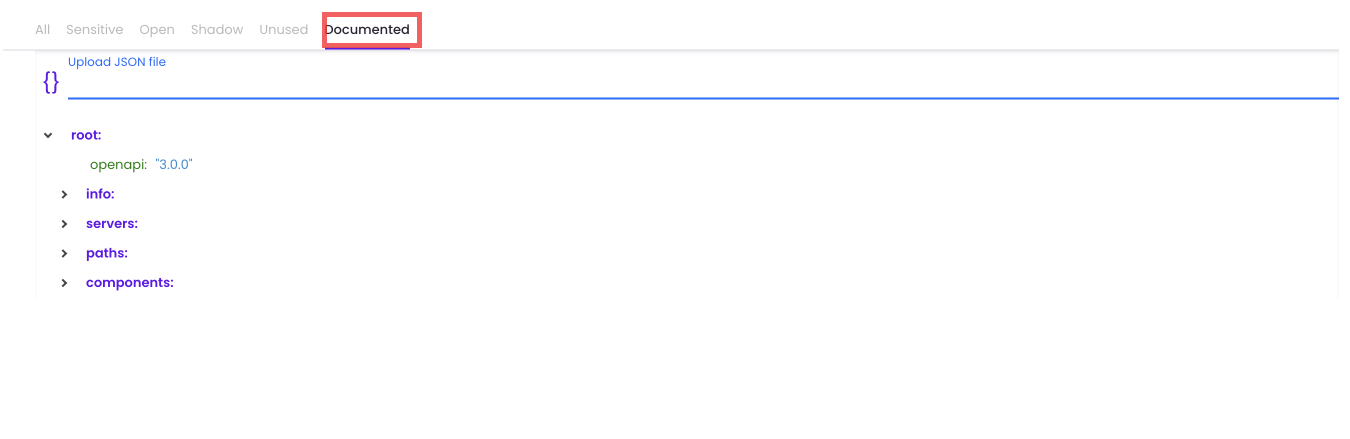 All Sensitive Open Shadow Unused Documented
Upload JSON file
{}
root:
openapi: "3.0.0"
info:
servers:
paths:
components: